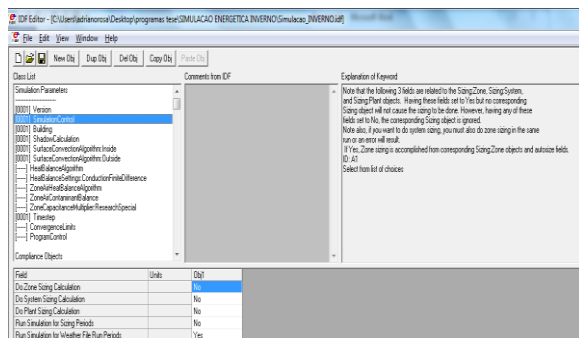 IDF Editor - [C:\Users\adrianorosa\Desktop\programas tese\SIMULACAO ENERGETICA INVERNO\Simulacao_INVERNO.idf]
File Edit View Window Help
New Obj Dup Obj Del Obj Copy Obj Paste Obj
Class List Comments from IDF Explanation of Keyword
Simulation Parameters
--------------------
[0001] Version
[0001] SimulationControl
[0001] Building
[0001] ShadowCalculation
[0001] SurfaceConvectionAlgorithm:Inside
[0001] SurfaceConvectionAlgorithm:Outside
[----] HeatBalanceAlgorithm
[----] HeatBalanceSettings:ConductionFiniteDifference
[----] ZoneAirHeatBalanceAlgorithm
[----] ZoneAirContaminantBalance
[----] ZoneCapacitanceMultiplier:ResearchSpecial
[0001] Timestep
[----] ConvergenceLimits
[----] ProgramControl
Compliance Objects
Note that the following 3 fields are related to the Sizing:Zone, Sizing:System,
and Sizing:Plant objects. Having these fields set to Yes but no corresponding
Sizing object will not cause the sizing to be done. However, having any of these
fields set to No, the corresponding Sizing object is ignored.
Note also, if you want to do system sizing, you must also do zone sizing in the same
run or an error will result.
If Yes, Zone sizing is accomplished from corresponding Sizing:Zone objects and autosize fields.
ID: A1
Select from list of choices
Field Units Obj1
Do Zone Sizing Calculation No
Do System Sizing Calculation No
Do Plant Sizing Calculation No
Run Simulation for Sizing Periods No
Run Simulation for Weather File Run Periods Yes